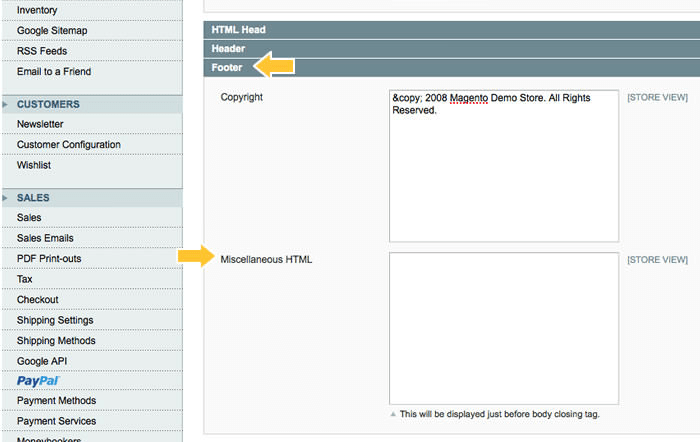 Inventory
Google Sitemap
RSS Feeds
Email to a Friend
CUSTOMERS
Newsletter
Customer Configuration
Wishlist
SALES
Sales
Sales Emails
PDF Print-outs
Tax
Checkout
Shipping Settings
Shipping Methods
Google API
PayPal
Payment Methods
Payment Services
Moneybookers
HTML Head
Header
Footer
Copyright
&copy; 2008 Magento Demo Store. All Rights
Reserved.
[STORE VIEW]
Miscellaneous HTML
[STORE VIEW]
This will be displayed just before body closing tag.